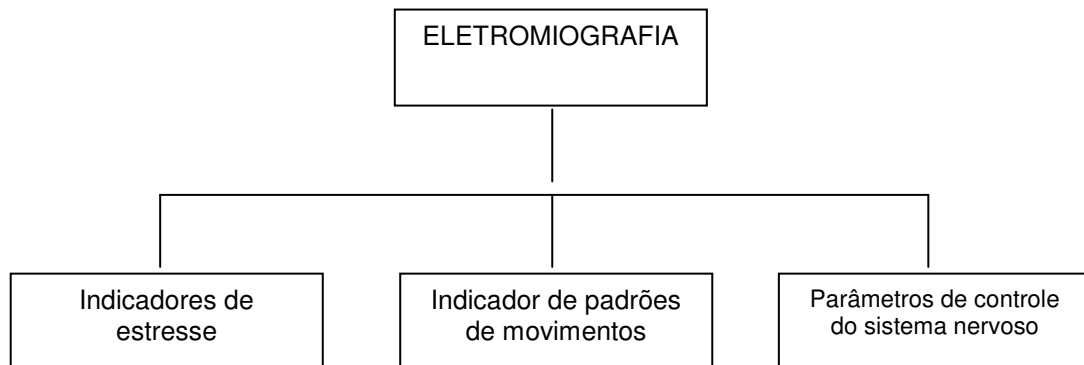 ELETROMIOGRAFIA
Indicadores de
estresse
Indicador de padrões
de movimentos
Parâmetros de controle
do sistema nervoso